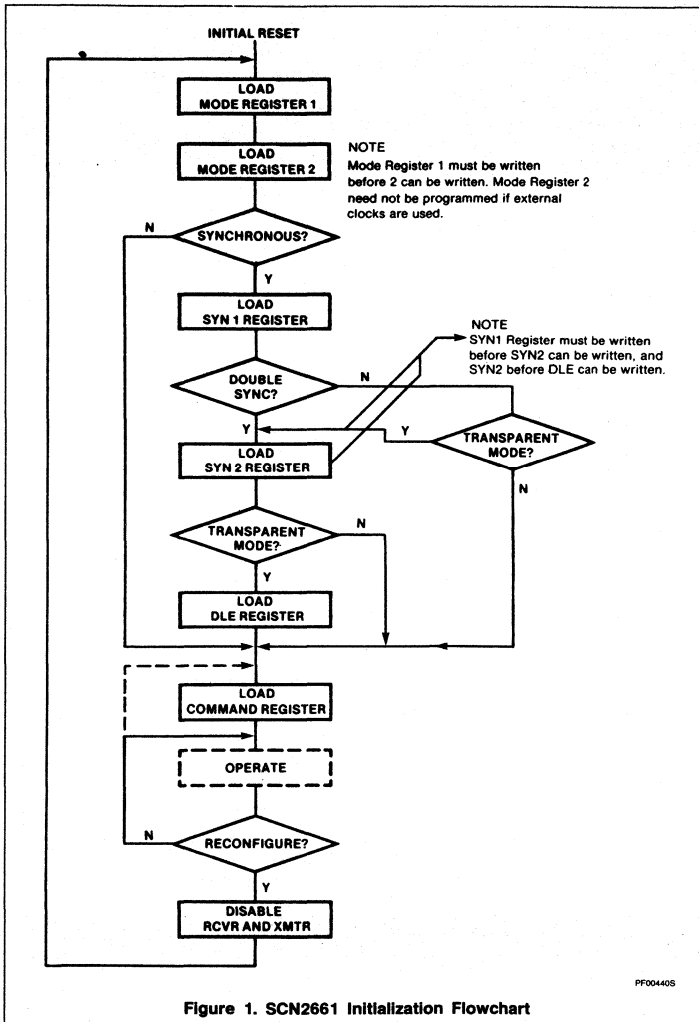 INITIAL RESET
LOAD
MODE REGISTER 1
LOAD
MODE REGISTER 2
NOTE
Mode Register 1 must be written
before 2 can be written. Mode Register 2
need not be programmed if external
clocks are used.
N
SYNCHRONOUS?
Y
LOAD
SYN 1 REGISTER
NOTE
SYN1 Register must be written
before SYN2 can be written, and
SYN2 before DLE can be written.
DOUBLE
SYNC?
N
Y
Y
TRANSPARENT
MODE?
LOAD
SYN 2 REGISTER
N
TRANSPARENT
MODE?
N
Y
LOAD
DLE REGISTER
LOAD
COMMAND REGISTER
OPERATE
N
RECONFIGURE?
Y
DISABLE
RCVR AND XMTR
PF00440S
Figure 1. SCN2661 Initialization Flowchart